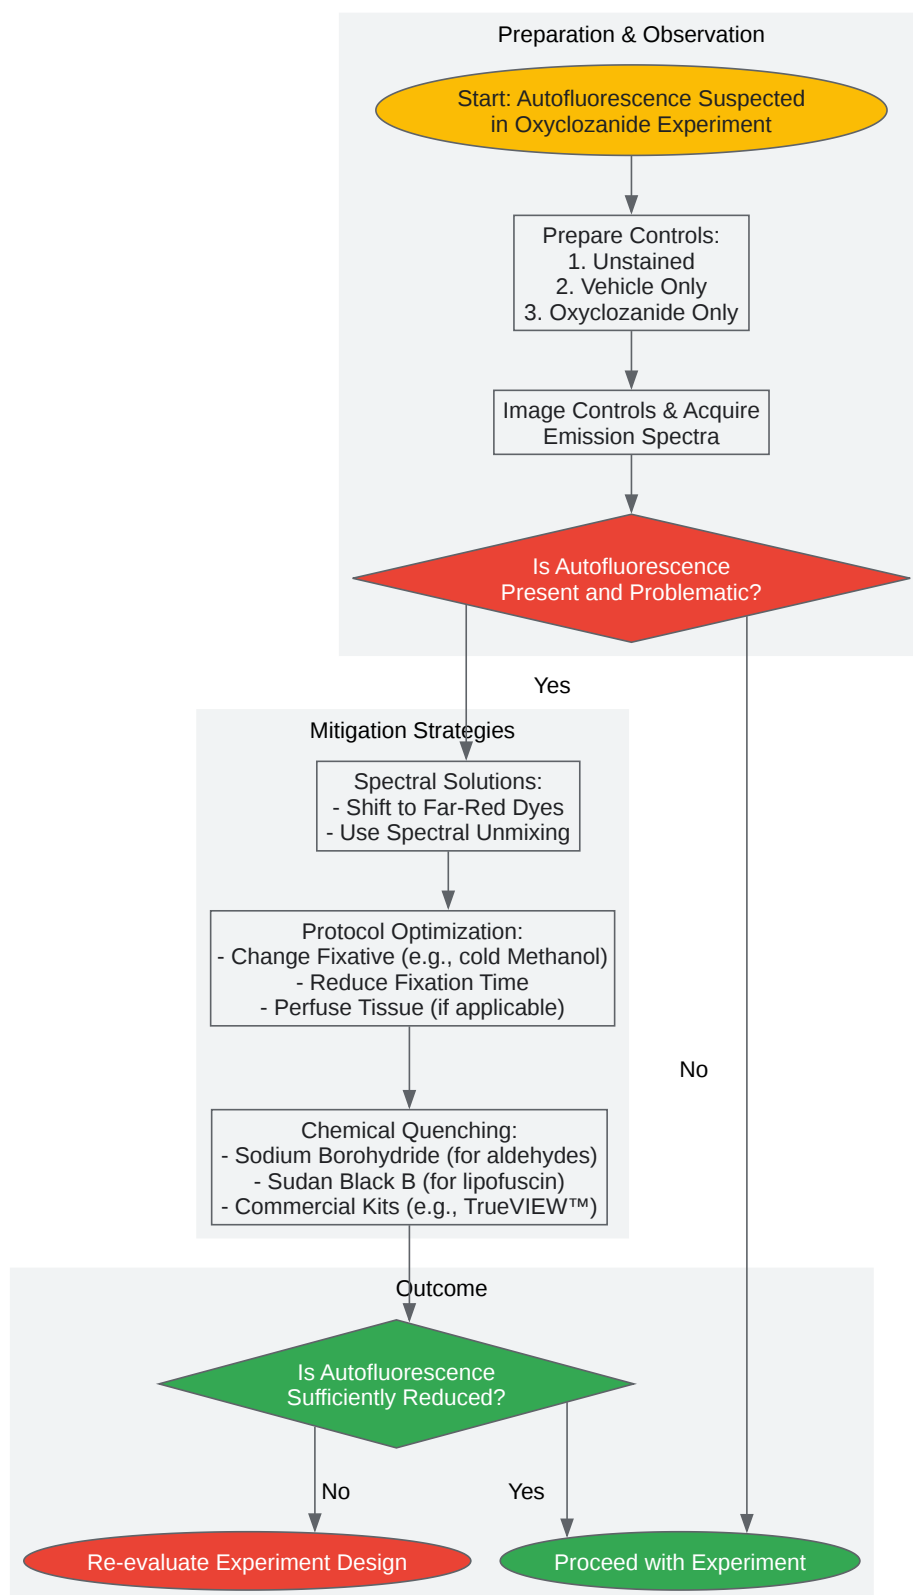 Preparation & Observation
Start: Autofluorescence Suspected
in Oxyclozanide Experiment
Prepare Controls:
1. Unstained
2. Vehicle Only
3. Oxyclozanide Only
Image Controls & Acquire
Emission Spectra
Is Autofluorescence
Present and Problematic?
Yes
Mitigation Strategies
Spectral Solutions:
- Shift to Far-Red Dyes
- Use Spectral Unmixing
Protocol Optimization:
- Change Fixative (e.g., cold Methanol)
- Reduce Fixation Time
- Perfuse Tissue (if applicable)
No
Chemical Quenching:
- Sodium Borohydride (for aldehydes)
- Sudan Black B (for lipofuscin)
- Commercial Kits (e.g., TrueVIEW™)
Outcome
Is Autofluorescence
Sufficiently Reduced?
No
Yes
Re-evaluate Experiment Design
Proceed with Experiment